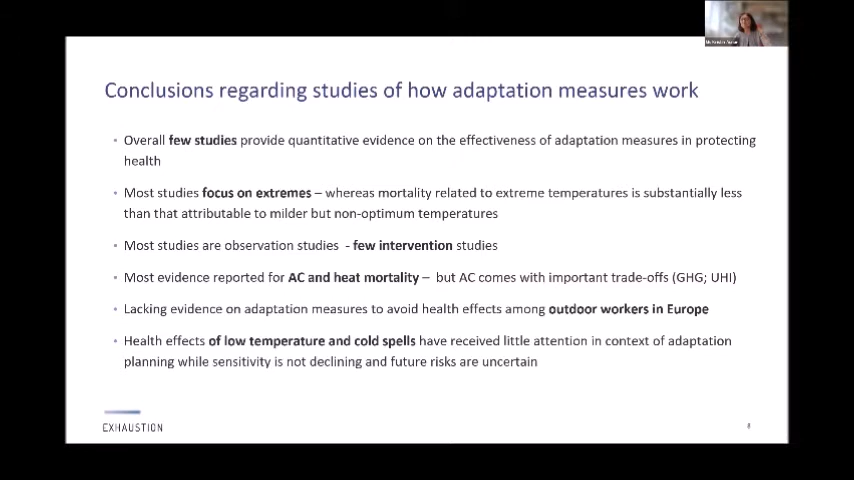 Conclusions regarding studies of how adaptation measures work
• Overall few studies provide quantitative evidence on the effectiveness of adaptation measures in protecting
health
• Most studies focus on extremes – whereas mortality related to extreme temperatures is substantially less
than that attributable to milder but non-optimum temperatures
• Most studies are observation studies - few intervention studies
• Most evidence reported for AC and heat mortality – but AC comes with important trade-offs (GHG; UHI)
• Lacking evidence on adaptation measures to avoid health effects among outdoor workers in Europe
• Health effects of low temperature and cold spells have received little attention in context of adaptation
planning while sensitivity is not declining and future risks are uncertain
EXHAUSTION